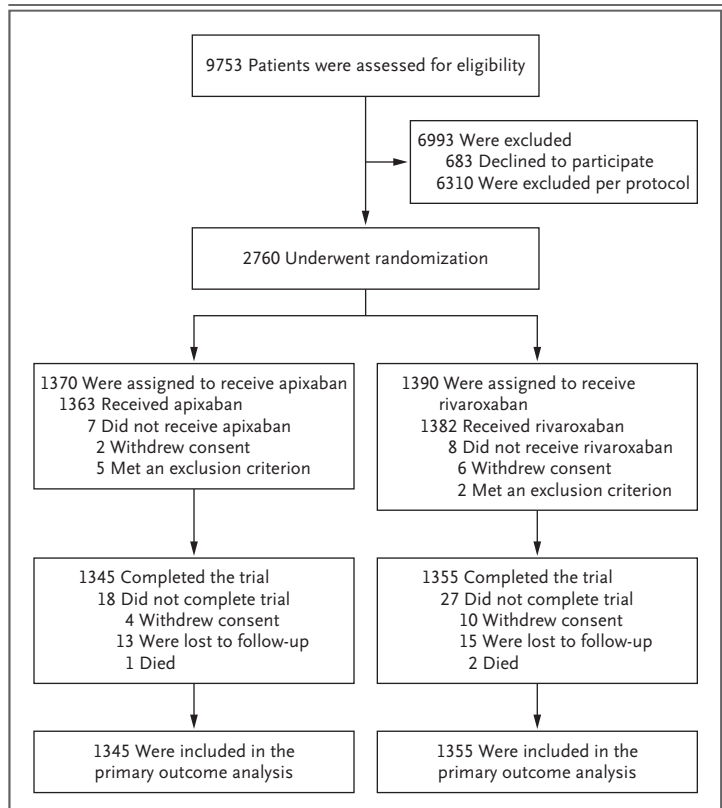 9753 Patients were assessed for eligibility
6993 Were excluded
683 Declined to participate
6310 Were excluded per protocol
2760 Underwent randomization
1370 Were assigned to receive apixaban
1363 Received apixaban
7 Did not receive apixaban
2 Withdrew consent
5 Met an exclusion criterion
1390 Were assigned to receive
rivaroxaban
1382 Received rivaroxaban
8 Did not receive rivaroxaban
6 Withdrew consent
2 Met an exclusion criterion
1345 Completed the trial
18 Did not complete trial
4 Withdrew consent
13 Were lost to follow-up
1 Died
1355 Completed the trial
27 Did not complete trial
10 Withdrew consent
15 Were lost to follow-up
2 Died
1345 Were included in the
primary outcome analysis
1355 Were included in the
primary outcome analysis